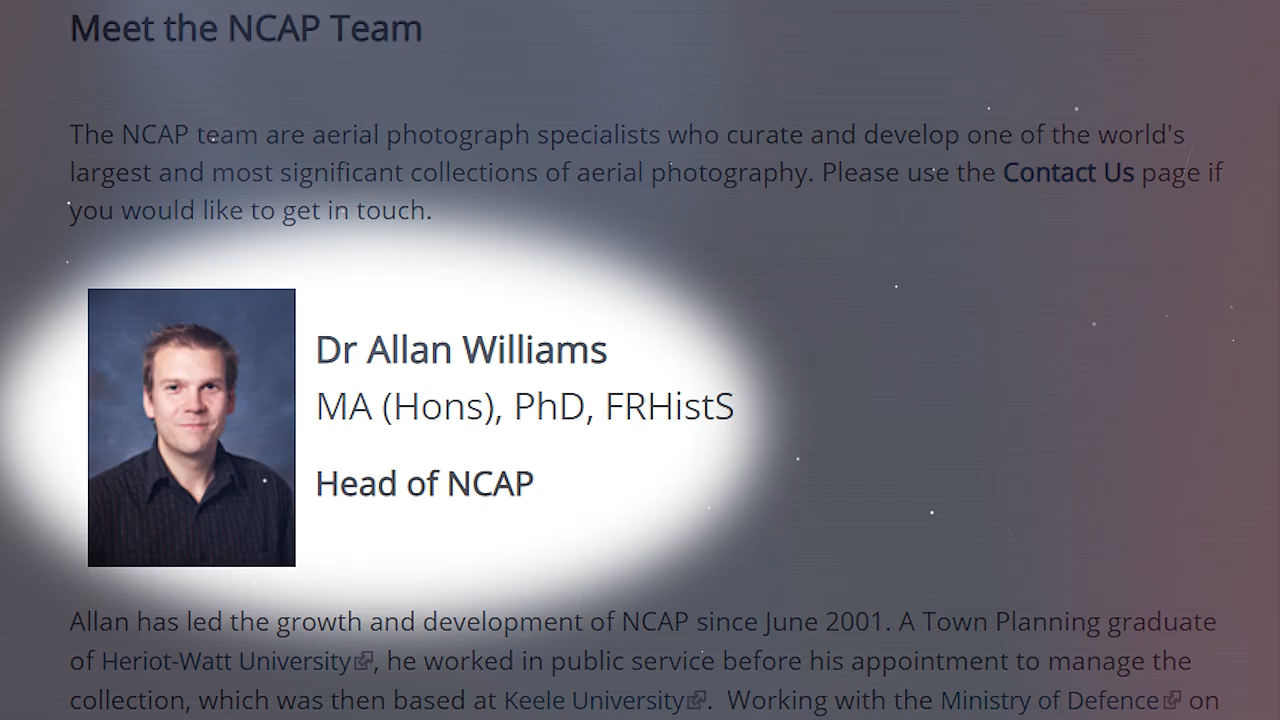 Meet the NCAP Team
The NCAP team are aerial photograph specialists who curate and develop one of the world's
largest and most significant collections of aerial photography. Please use the Contact Us page if
you would like to get in touch.
Dr Allan Williams
MA (Hons), PhD, FRHistS
Head of NCAP
Allan has led the growth and development of NCAP since June 2001. A Town Planning graduate
of Heriot-Watt University, he worked in public service before his appointment to manage the
collection, which was then based at Keele University. Working with the Ministry of Defence on